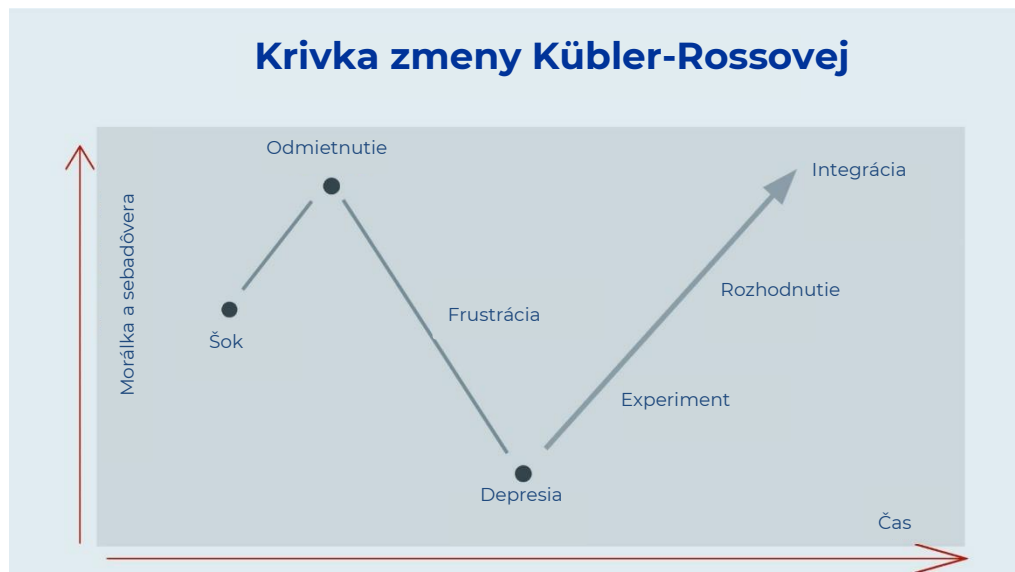 Krivka zmeny Kübler-Rossovej
Odmietnutie
Integrácia
Morálka a sebadôvera
Rozhodnutie
Frustrácia
Šok
Experiment
Depresia
Čas